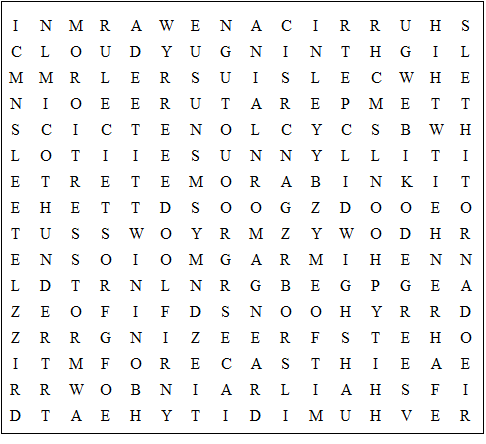 I N M R A W E N A C I R R U H S
C L O U D Y U G N I N T H G I L
M M R L E R S U I S L E C W H E
N I O E E R U T A R E P M E T T
S C I C T E N O L C Y C S B W H
L O T I I E S U N N Y L L I T I
E T R E T E M O R A B I N K I T
E H E T T D S O O G Z D O O E O
T U S S W O Y R M Z Y W O D H R
E N S O I O M G A R M I H E N N
L D T R N L N R G B E G P G E A
Z E O F I F D S N O O H Y R R D
Z R R G N I Z E E R F S T E H O
I T M F O R E C A S T H I E A E
R R W O B N I A R L I A H S F I
D T A E H Y T I D I M U H V E R